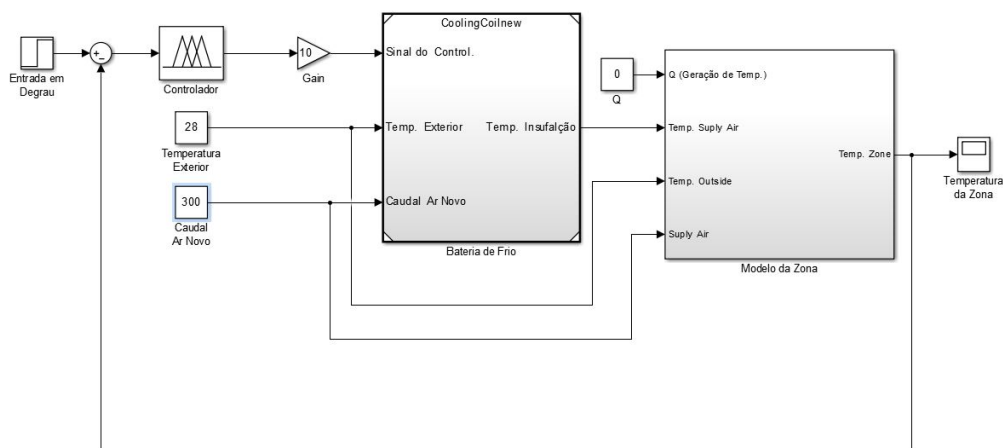 CoolingCoilnew
Entrada em
Degrau
+
−
Controlador
10
Gain
Sinal do Control.
28
Temperatura
Exterior
Temp. Exterior
Temp. Insufalção
300
Caudal
Ar Novo
Caudal Ar Novo
Bateria de Frio
0
Q
Q (Geração de Temp.)
Temp. Suply Air
Temp. Outside
Suply Air
Temp. Zone
Modelo da Zona
Temperatura
da Zona